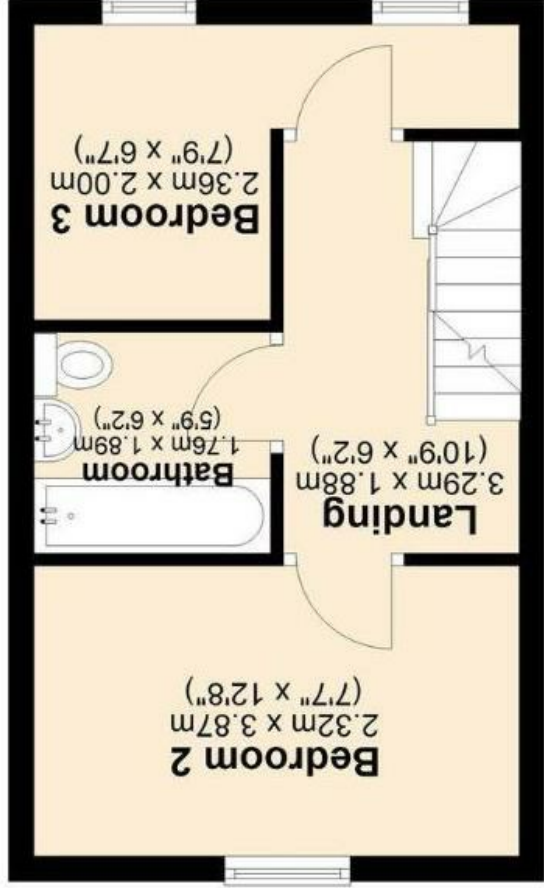 Bedroom 2
2.32m x 3.87m
(7'7" x 12'8")
Landing
3.29m x 1.88m
(10'9" x 6'2")
Bathroom
1.76m x 1.89m
(5'9" x 6'2")
Bedroom 3
2.36m x 2.00m
(7'9" x 6'7")